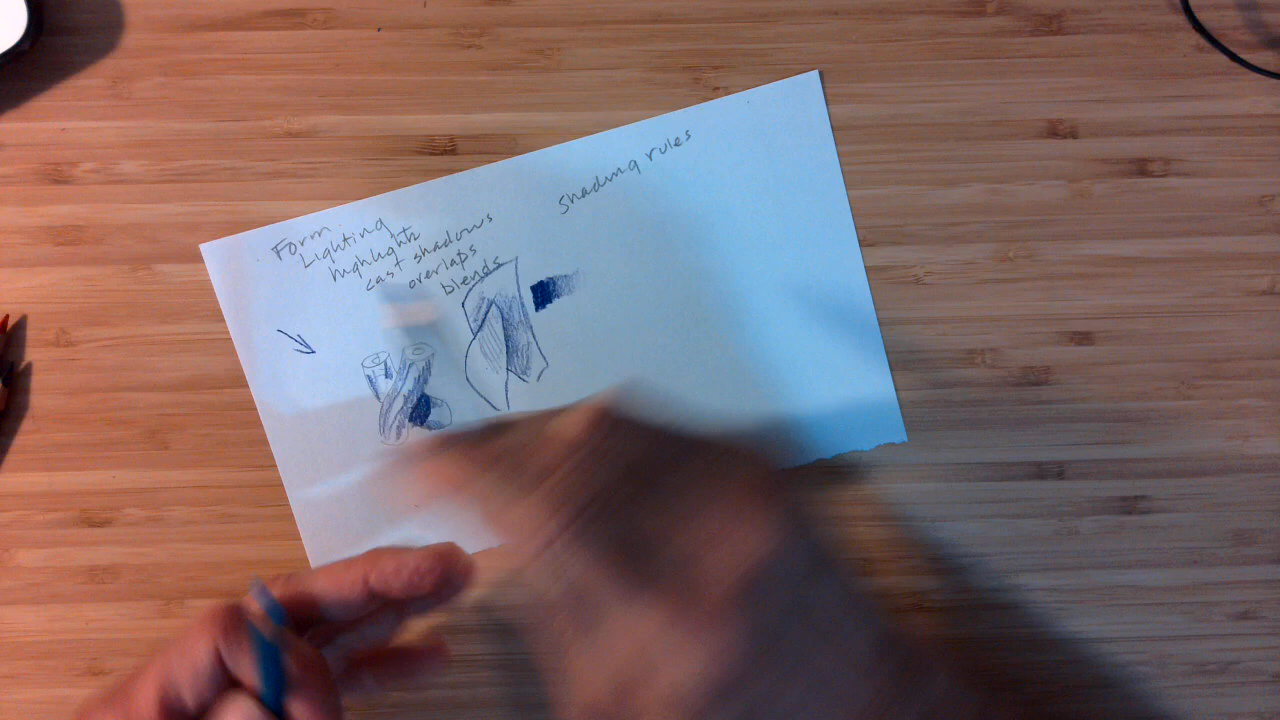 Form
Lighting
highlights
cast shadows
overlaps
blends
Shading rules